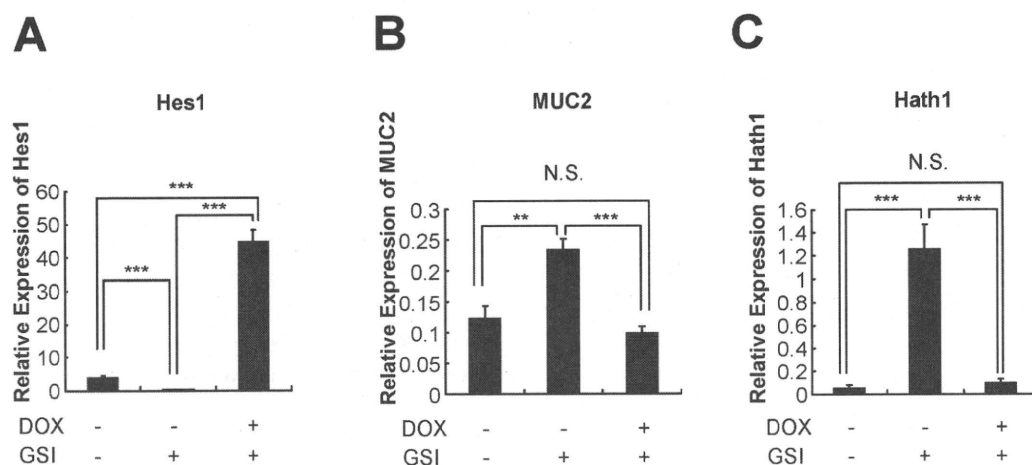 A
B
C
Hes1
MUC2
Hath1
Relative Expression of Hes1
60
50
40
30
20
10
0
***
***
***
DOX - - +
GSI - + +
Relative Expression of MUC2
0.3
0.25
0.2
0.15
0.1
0.05
0
N.S.
**
***
DOX - - +
GSI - + +
Relative Expression of Hath1
1.6
1.4
1.2
1
0.8
0.6
0.4
0.2
0
N.S.
***
***
DOX - - +
GSI - + +